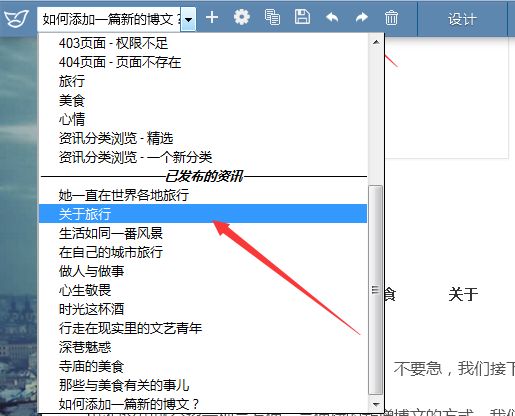 如何添加一篇新的博文？
设计
403页面 - 权限不足
404页面 - 页面不存在
旅行
美食
心情
资讯分类浏览 - 精选
资讯分类浏览 - 一个新分类
已发布的资讯
她一直在世界各地旅行
关于旅行
生活如同一番风景
在自己的城市旅行
做人与做事
心生敬畏
食 关于
时光这杯酒
行走在现实里的文艺青年
深巷魅惑
寺庙的美食
不要急，我们接下
那些与美食有关的事儿
如何添加一篇新的博文？